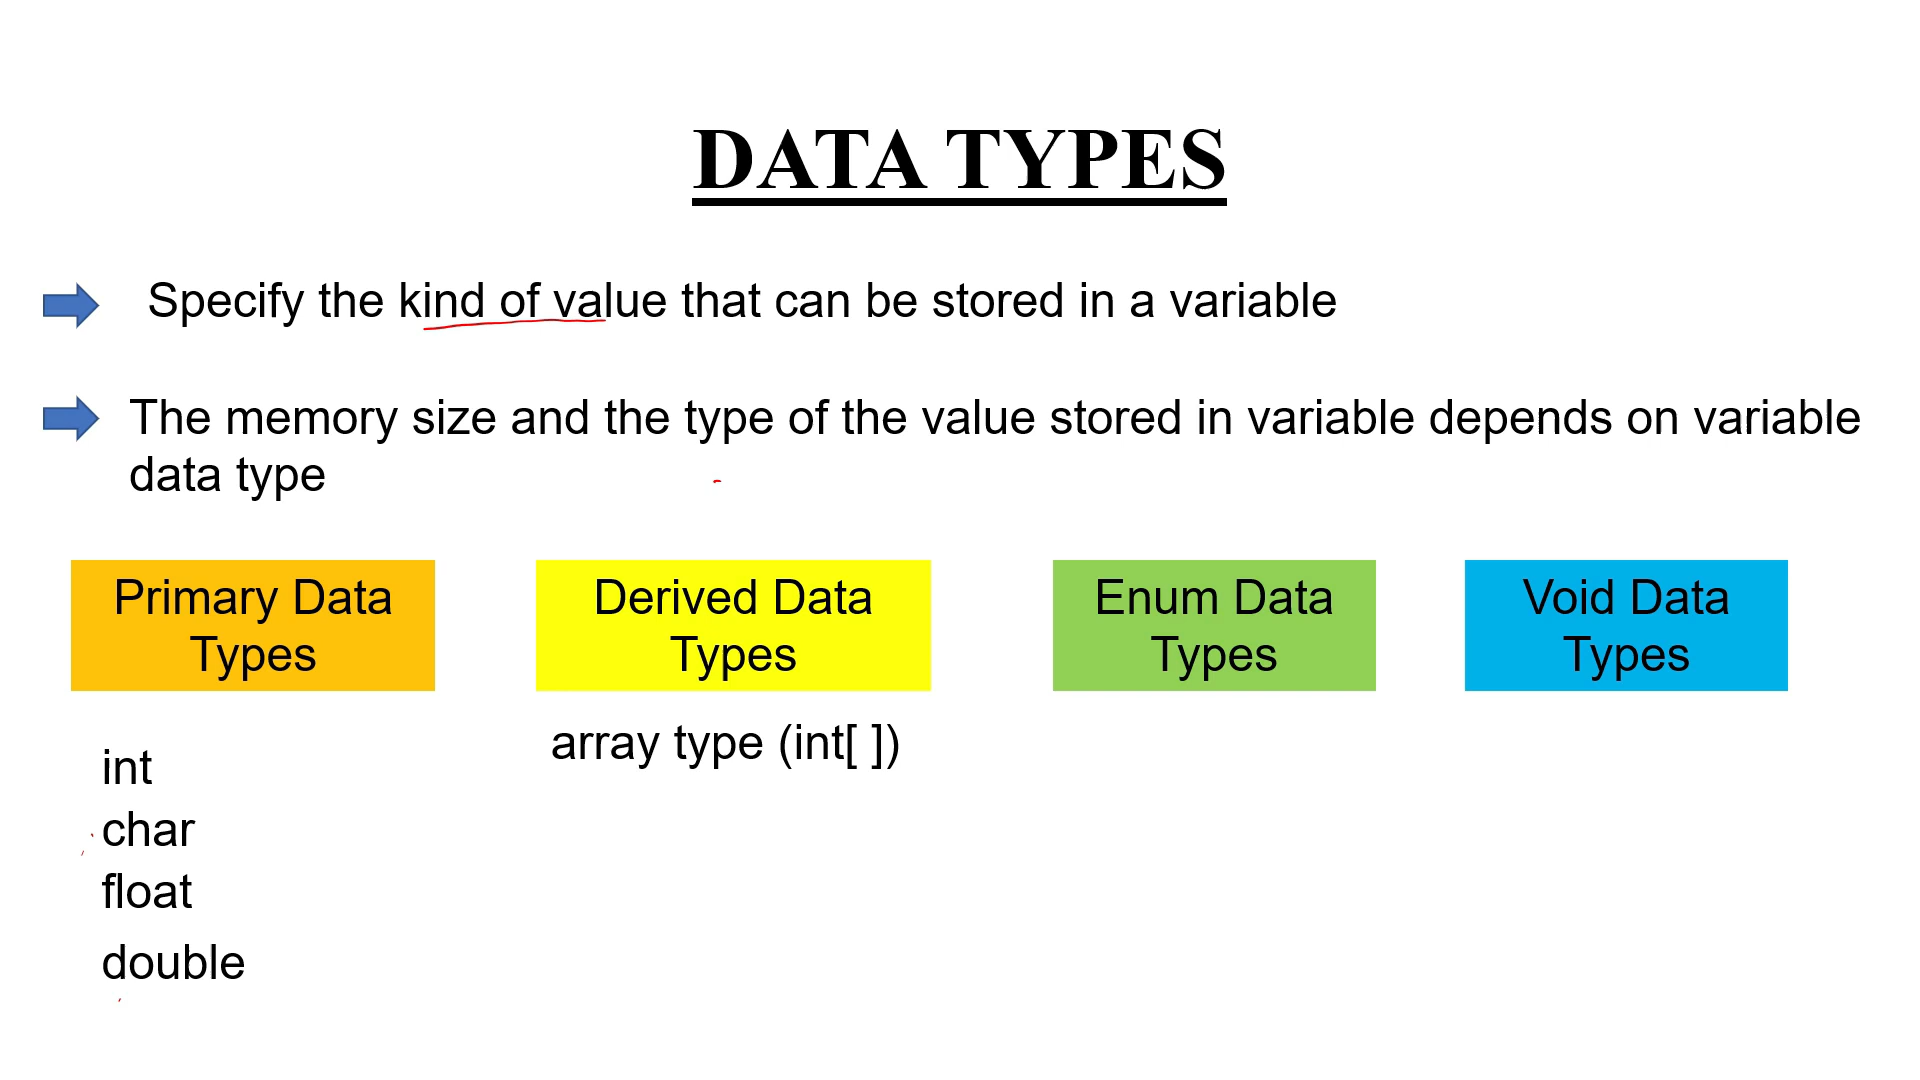 DATA TYPES
Specify the kind of value that can be stored in a variable
The memory size and the type of the value stored in variable depends on variable
data type
Primary Data
Types
Derived Data
Types
Enum Data
Types
Void Data
Types
array type (int[ ])
int
char
float
double